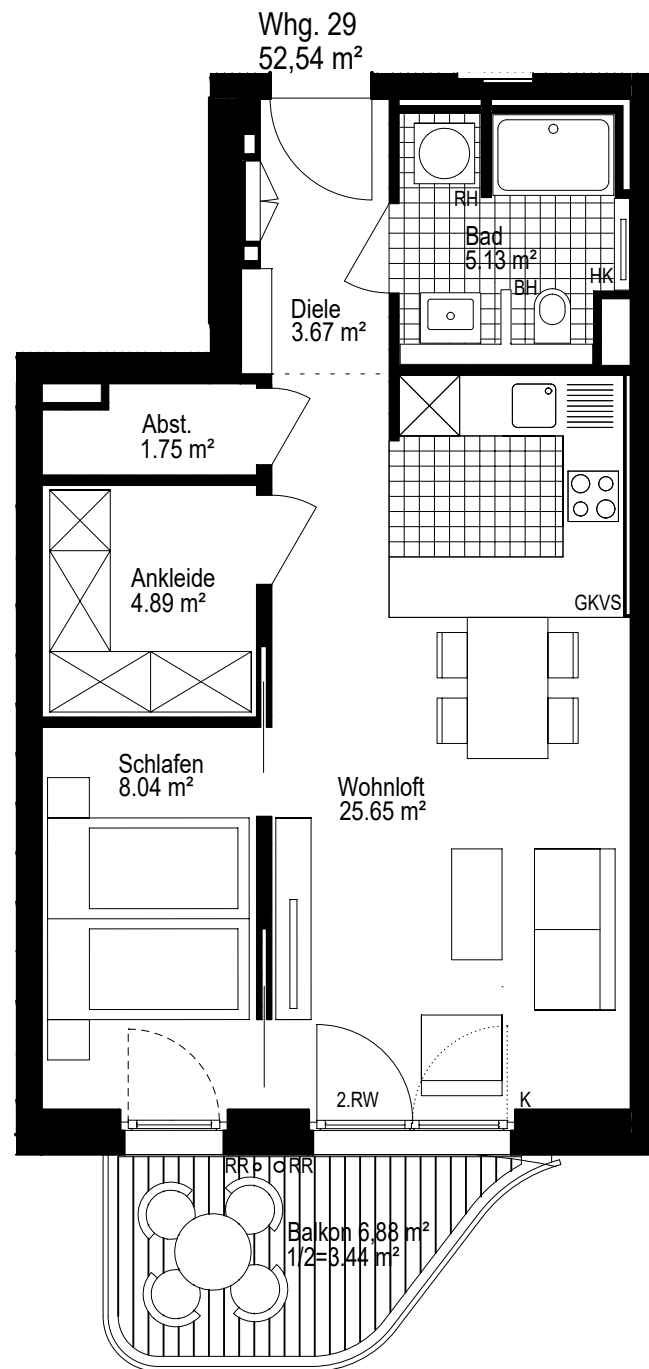 Whg. 29
52,54 m²
RH
Bad
5.13 m²
HK
BH
Diele
3.67 m²
Abst.
1.75 m²
Ankleide
4.89 m²
GKVS
Schlafen
8.04 m²
Wohnloft
25.65 m²
2.RW
K
RR
RR
Balkon 6,88 m²
1/2=3.44 m²